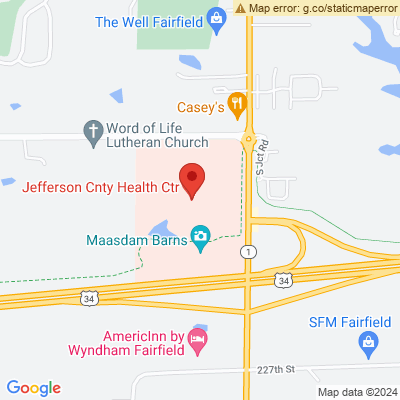 Map error: g.co/staticmaperror
The Well Fairfield
Casey's
Word of Life
Lutheran Church
S Jct Rd
Jefferson Cnty Health Ctr
Maasdam Barns
1
34
34
SFM Fairfield
AmericInn by
Wyndham Fairfield
227th St
Google
Map data ©2024